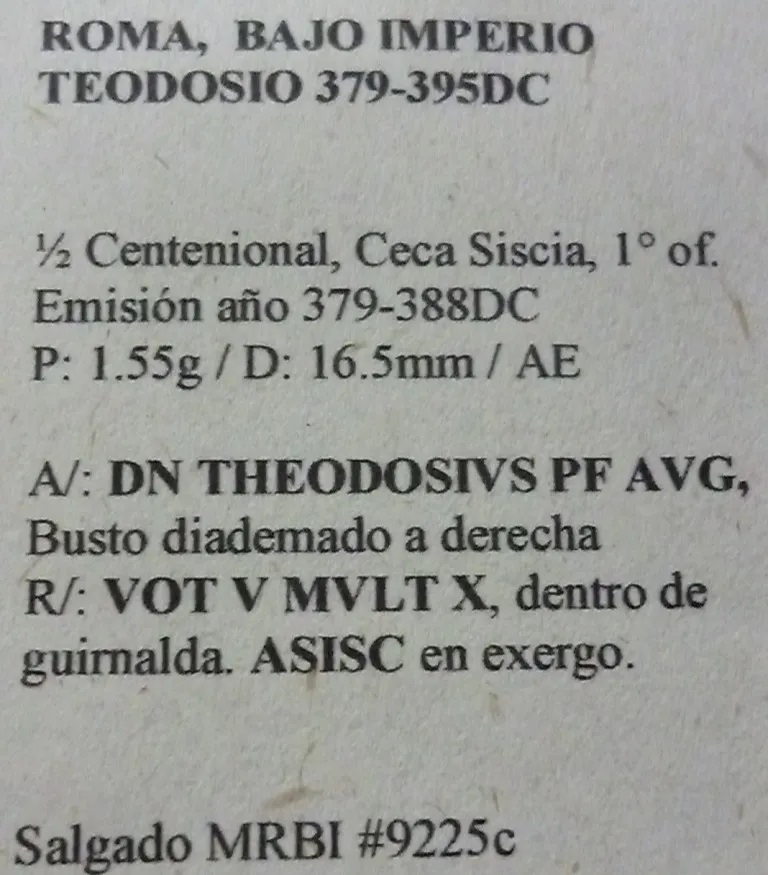 ROMA, BAJO IMPERIO
TEODOSIO 379-395DC
½ Centenional, Ceca Siscia, 1° of.
Emisión año 379-388DC
P: 1.55g / D: 16.5mm / AE
A/: DN THEODOSIVS PF AVG,
Busto diademado a derecha
R/: VOT V MVLT X, dentro de
guirnalda. ASISC en exergo.
Salgado MRBI #9225c